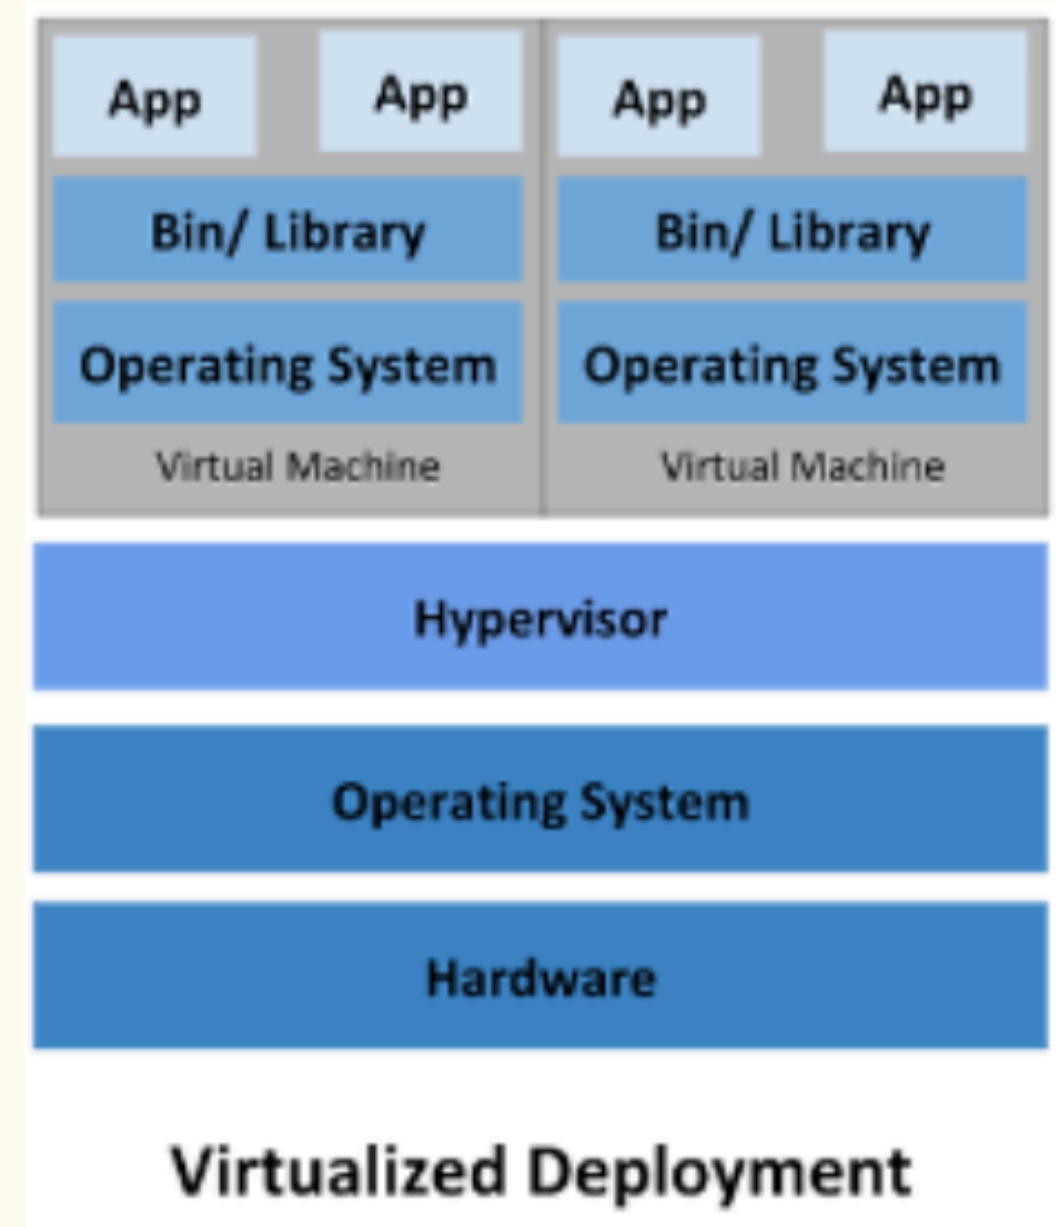 App App App App
Bin/ Library Bin/ Library
Operating System Operating System
Virtual Machine Virtual Machine
Hypervisor
Operating System
Hardware
Virtualized Deployment